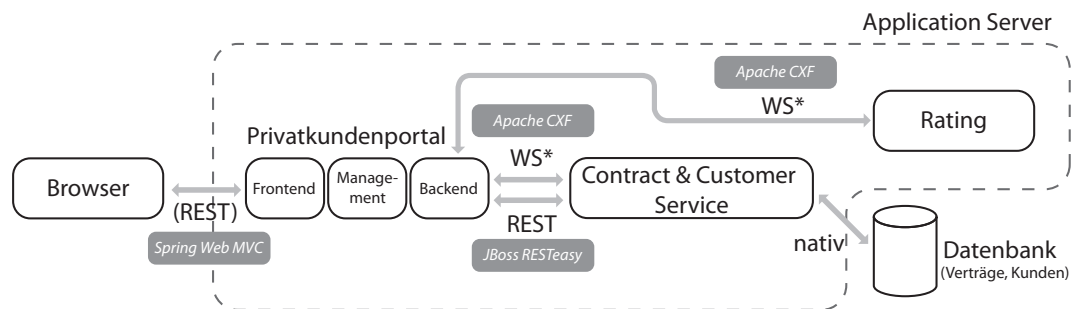 Application Server
Apache CXF
WS*
Rating
Apache CXF
Privatkundenportal
WS*
Browser
(REST)
Spring Web MVC
Frontend
Manage-
ment
Backend
REST
JBoss RESTeasy
Contract & Customer
Service
nativ
Datenbank
(Verträge, Kunden)